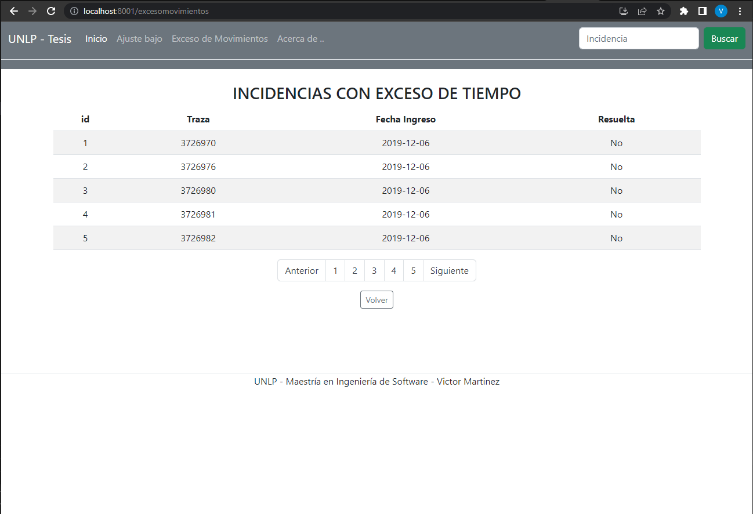 localhost:8001/excesomovimientos
V
UNLP - Tesis Inicio Ajuste bajo Exceso de Movimientos Acerca de .. Incidencia Buscar
INCIDENCIAS CON EXCESO DE TIEMPO
id Traza Fecha Ingreso Resuelta
1 3726970 2019-12-06 No
2 3726976 2019-12-06 No
3 3726980 2019-12-06 No
4 3726981 2019-12-06 No
5 3726982 2019-12-06 No
Anterior 1 2 3 4 5 Siguiente
Volver
UNLP - Maestría en Ingeniería de Software - Victor Martinez